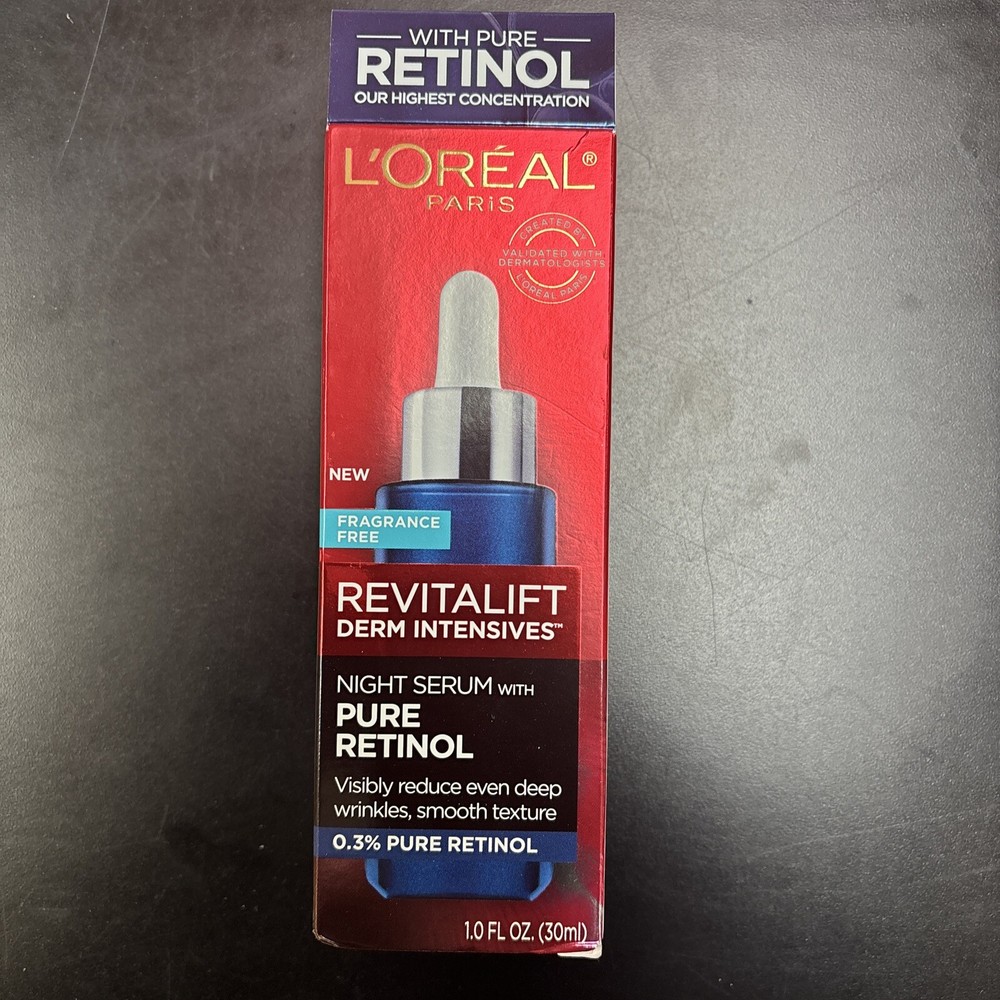 WITH PURE
RETINOL
OUR HIGHEST CONCENTRATION
L'ORÉAL®
PARiS
CREATED BY
VALIDATED WITH
DERMATOLOGISTS
L'ORÉAL PARIS
NEW
FRAGRANCE
FREE
REVITALIFT
DERM INTENSIVES™
NIGHT SERUM WITH
PURE
RETINOL
Visibly reduce even deep
wrinkles, smooth texture
0.3% PURE RETINOL
1.0 FL OZ. (30ml)